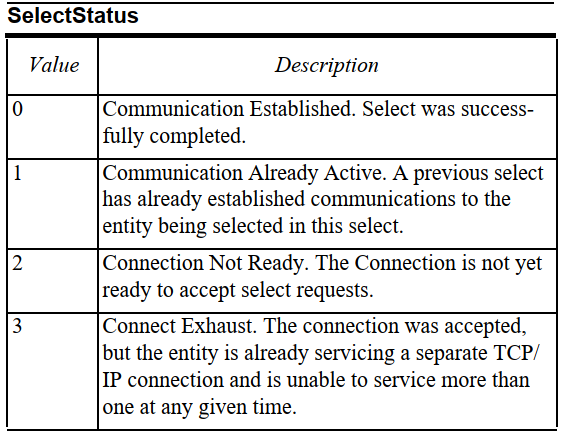 SelectStatus
Value Description
0 Communication Established. Select was success-
fully completed.
1 Communication Already Active. A previous select
has already established communications to the
entity being selected in this select.
2 Connection Not Ready. The Connection is not yet
ready to accept select requests.
3 Connect Exhaust. The connection was accepted,
but the entity is already servicing a separate TCP/
IP connection and is unable to service more than
one at any given time.